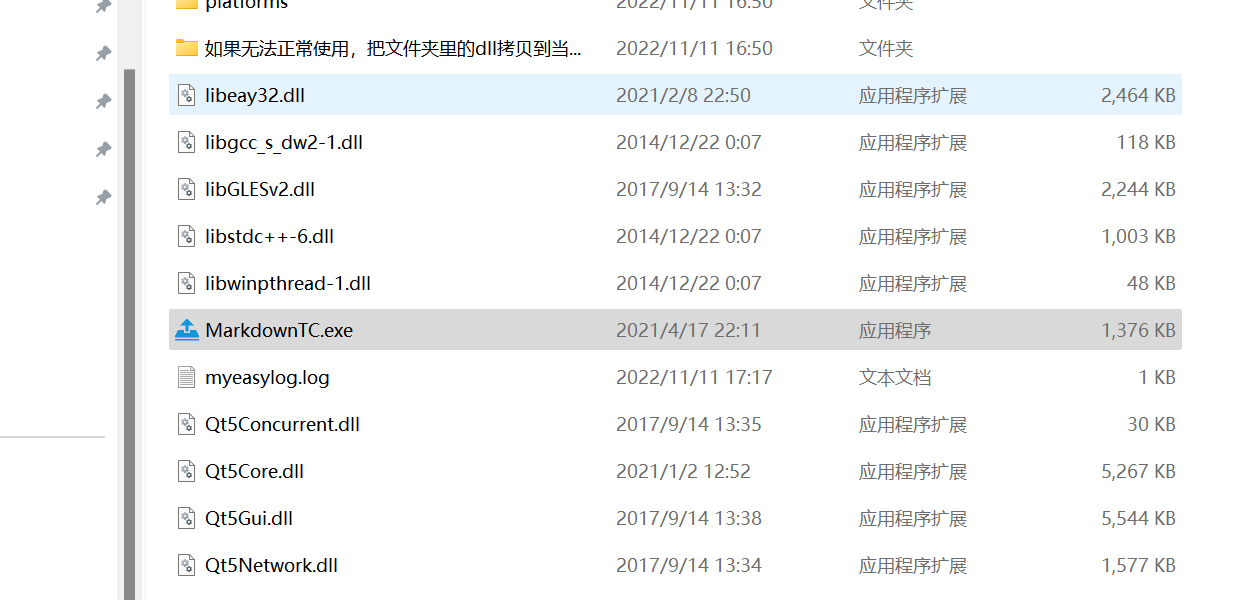 platforms 2022/11/11 16:50 文件夹
如果无法正常使用，把文件夹里的dll拷贝到当... 2022/11/11 16:50 文件夹
libeay32.dll 2021/2/8 22:50 应用程序扩展 2,464 KB
libgcc_s_dw2-1.dll 2014/12/22 0:07 应用程序扩展 118 KB
libGLESv2.dll 2017/9/14 13:32 应用程序扩展 2,244 KB
libstdc++-6.dll 2014/12/22 0:07 应用程序扩展 1,003 KB
libwinpthread-1.dll 2014/12/22 0:07 应用程序扩展 48 KB
MarkdownTC.exe 2021/4/17 22:11 应用程序 1,376 KB
myeasylog.log 2022/11/11 17:17 文本文档 1 KB
Qt5Concurrent.dll 2017/9/14 13:35 应用程序扩展 30 KB
Qt5Core.dll 2021/1/2 12:52 应用程序扩展 5,267 KB
Qt5Gui.dll 2017/9/14 13:38 应用程序扩展 5,544 KB
Qt5Network.dll 2017/9/14 13:34 应用程序扩展 1,577 KB